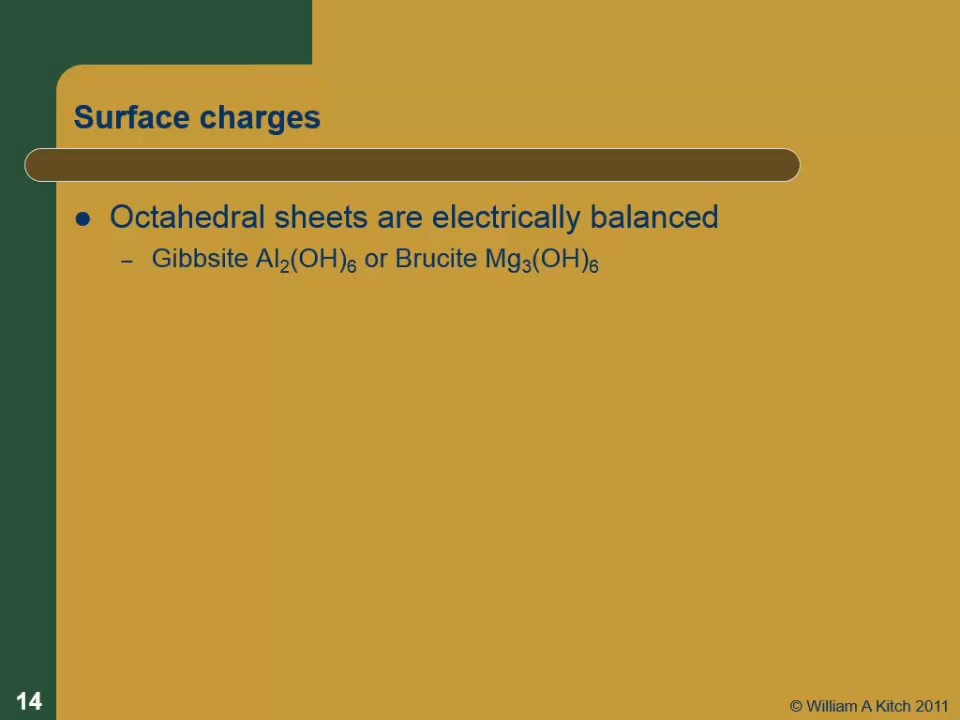 Surface charges
● Octahedral sheets are electrically balanced
– Gibbsite Al₂(OH)₆ or Brucite Mg₃(OH)₆
14
© William A Kitch 2011